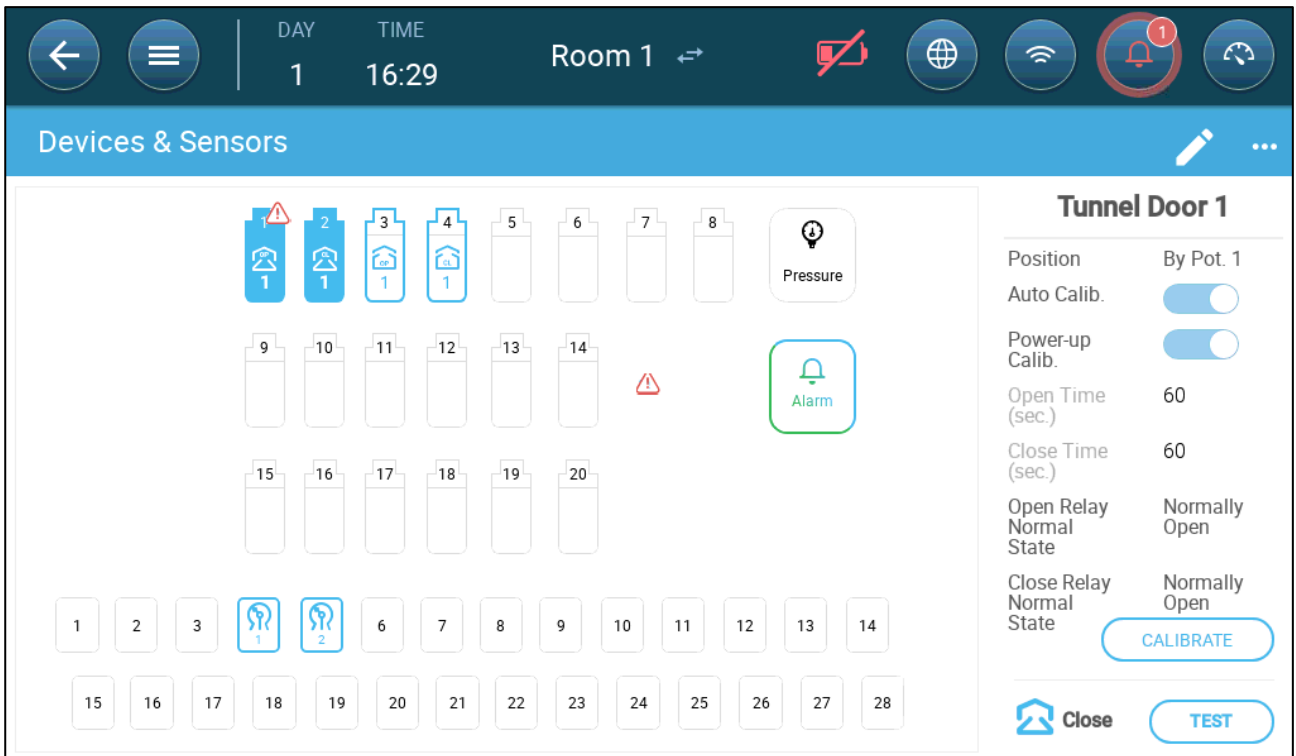 DAY TIME
1 16:29 Room 1 1
Devices & Sensors
1 2 3 4 5 6 7 8
OP CL OP CL
1 1 1 1
Pressure
9 10 11 12 13 14
Alarm
15 16 17 18 19 20
1 2 3 1 2 6 7 8 9 10 11 12 13 14
15 16 17 18 19 20 21 22 23 24 25 26 27 28
Tunnel Door 1
Position By Pot. 1
Auto Calib.
Power-up
Calib.
Open Time 60
(sec.)
Close Time 60
(sec.)
Open Relay Normally
Normal Open
State
Close Relay Normally
Normal Open
State
CALIBRATE
Close TEST